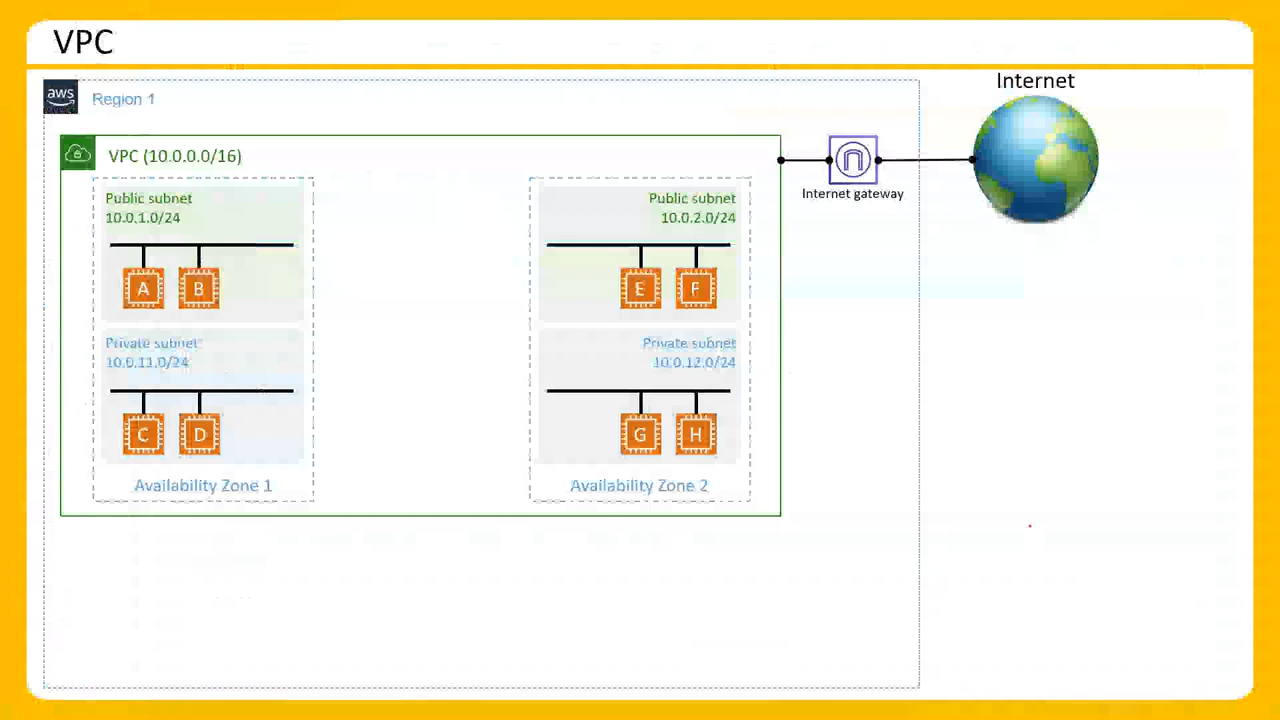 VPC
aws
Region 1
Internet
VPC (10.0.0.0/16)
Internet gateway
Public subnet
10.0.1.0/24
A
B
Public subnet
10.0.2.0/24
E
F
Private subnet
10.0.11.0/24
C
D
Private subnet
10.0.12.0/24
G
H
Availability Zone 1
Availability Zone 2